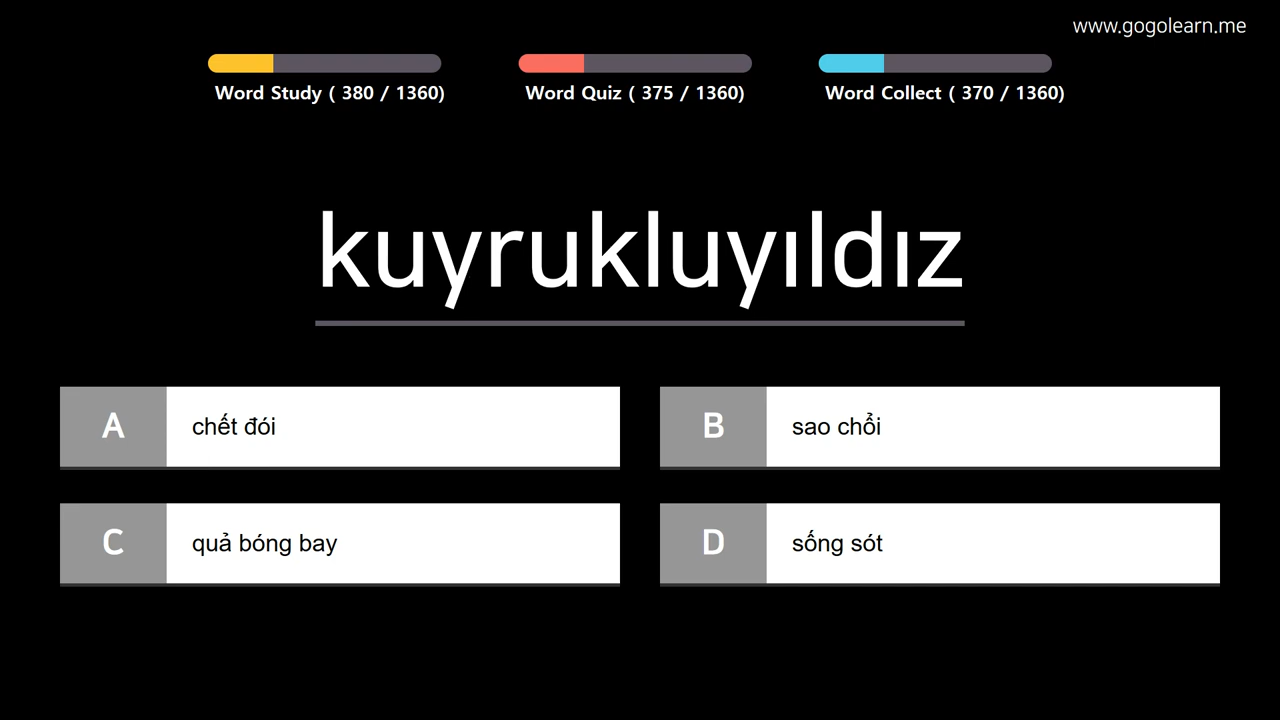 www.gogolearn.me
Word Study ( 380 / 1360)
Word Quiz ( 375 / 1360)
Word Collect ( 370 / 1360)
kuyrukluyıldız
A chết đói
B sao chổi
C quả bóng bay
D sống sót